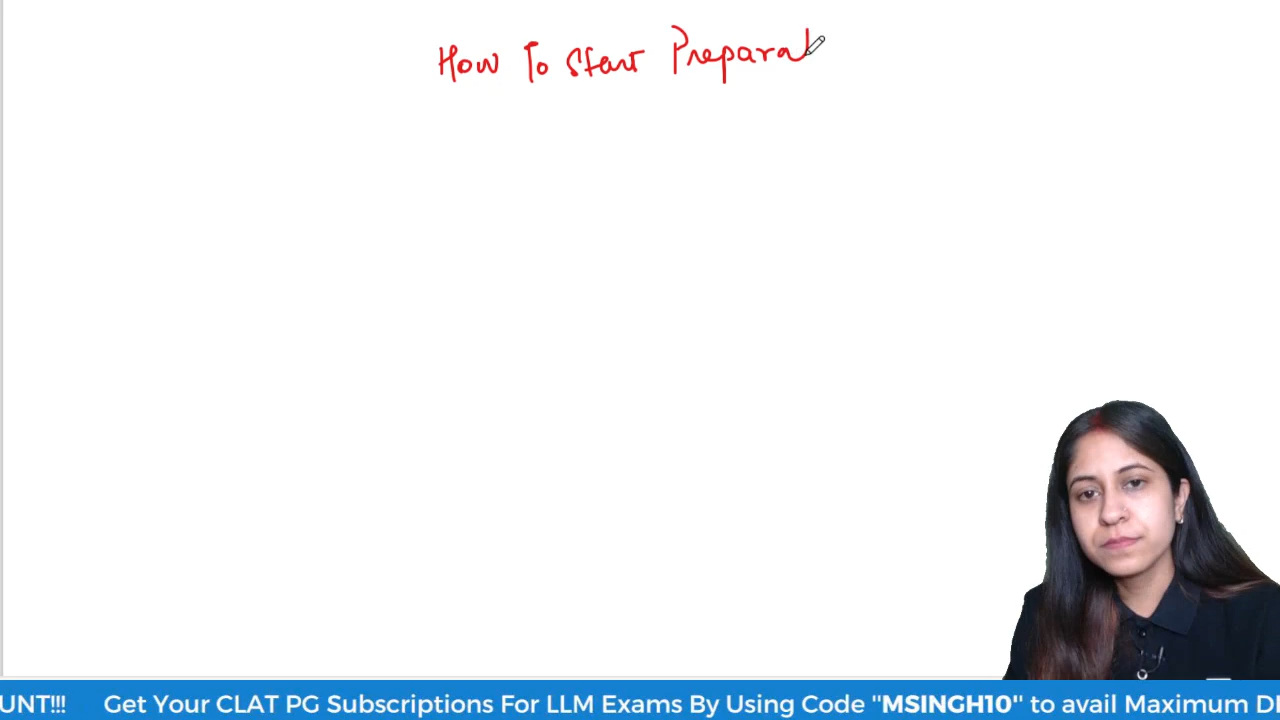 How To Start Preparat
UNT!!! Get Your CLAT PG Subscriptions For LLM Exams By Using Code "MSINGH10" to avail Maximum DI